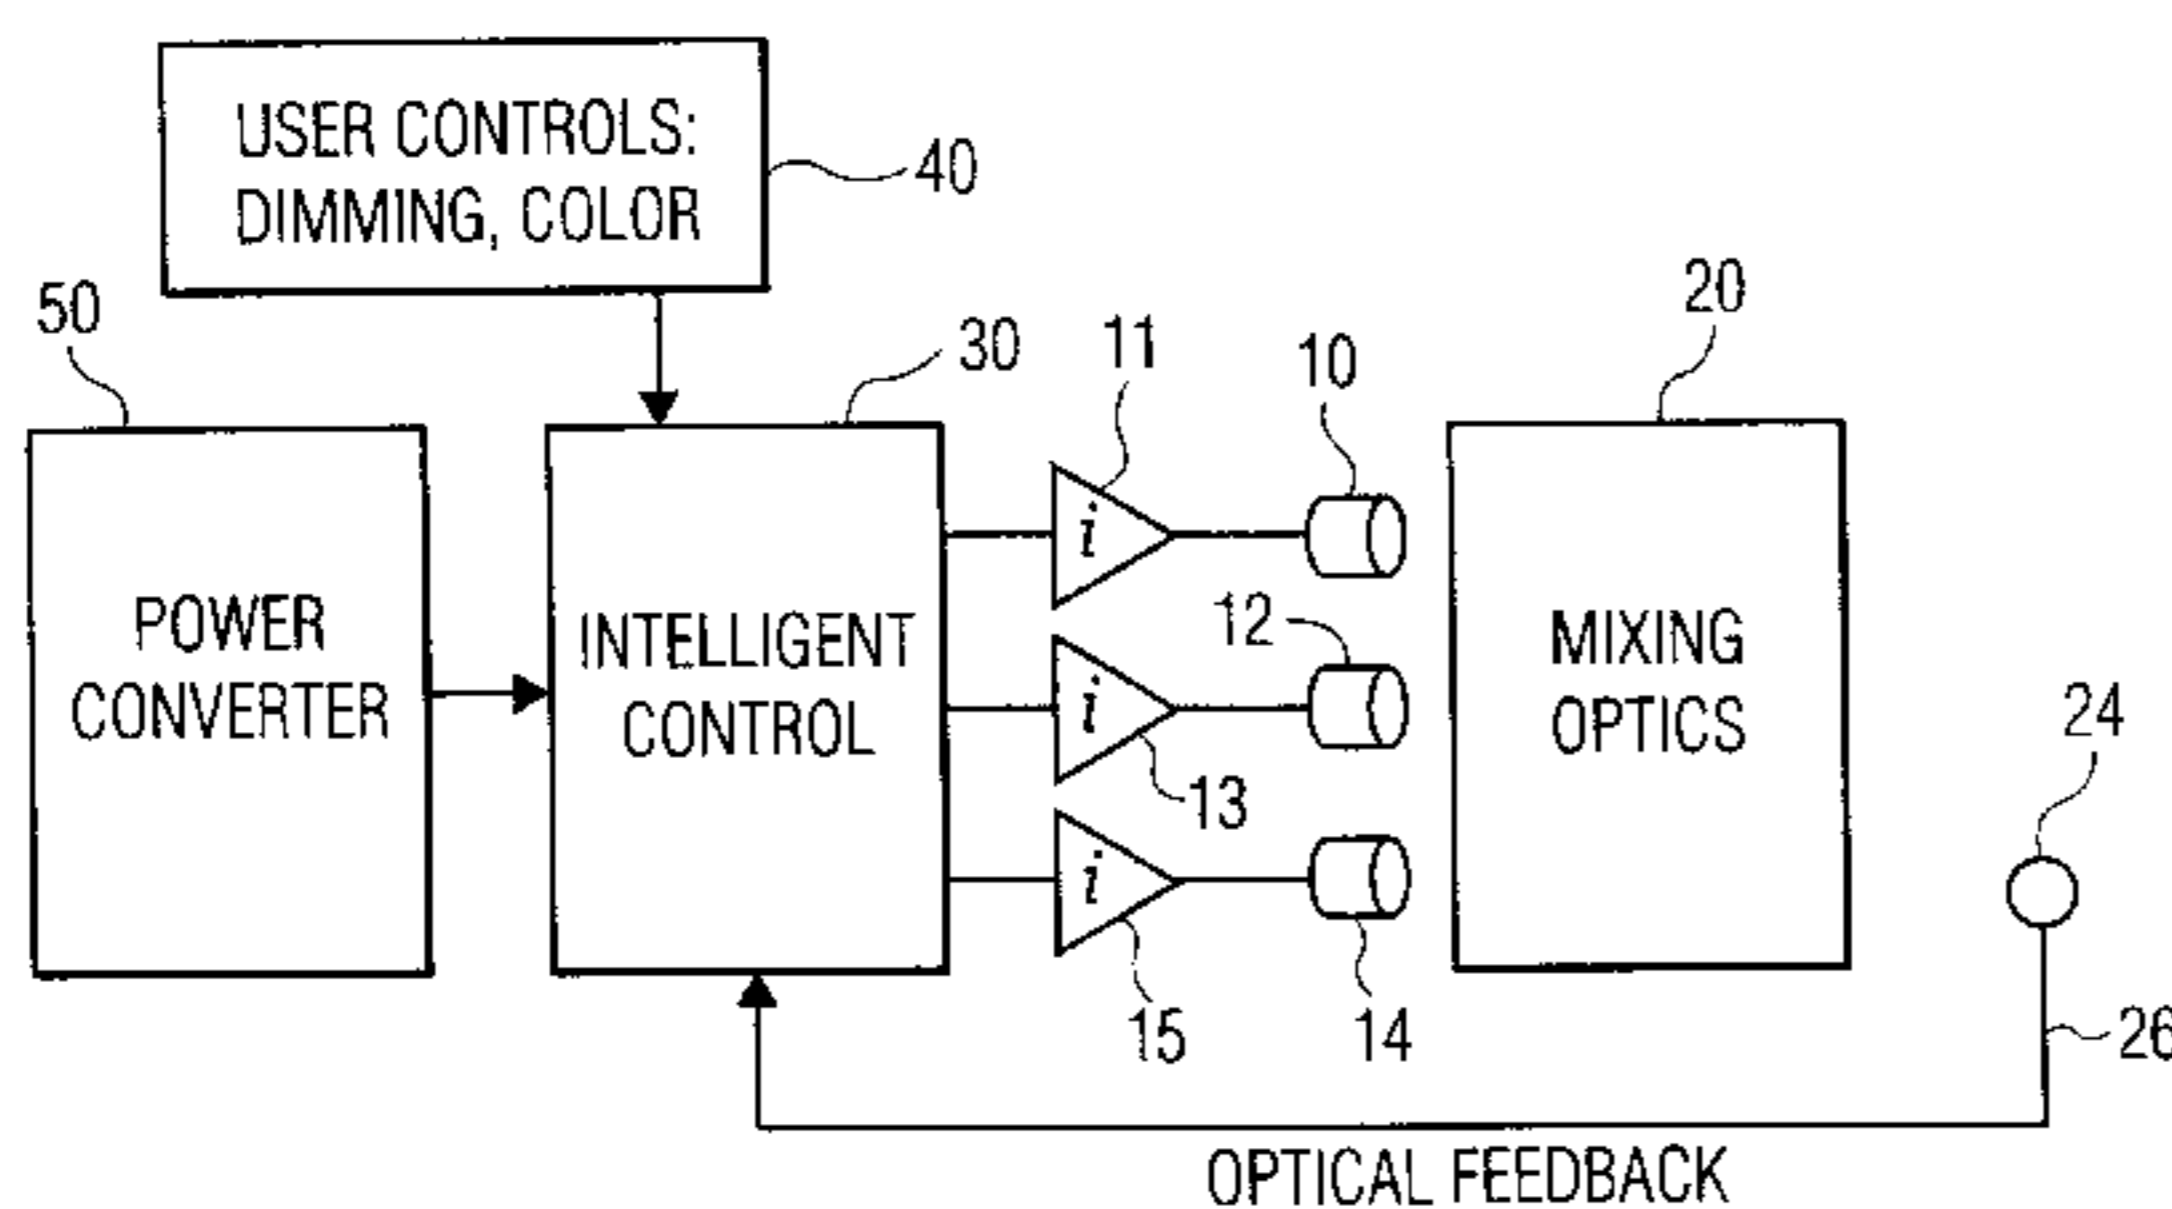 USER CONTROLS:
DIMMING, COLOR
40
50
30
11
10
20
i
POWER
CONVERTER
INTELLIGENT
CONTROL
12
i
MIXING
OPTICS
13
24
i
15
14
26
OPTICAL FEEDBACK